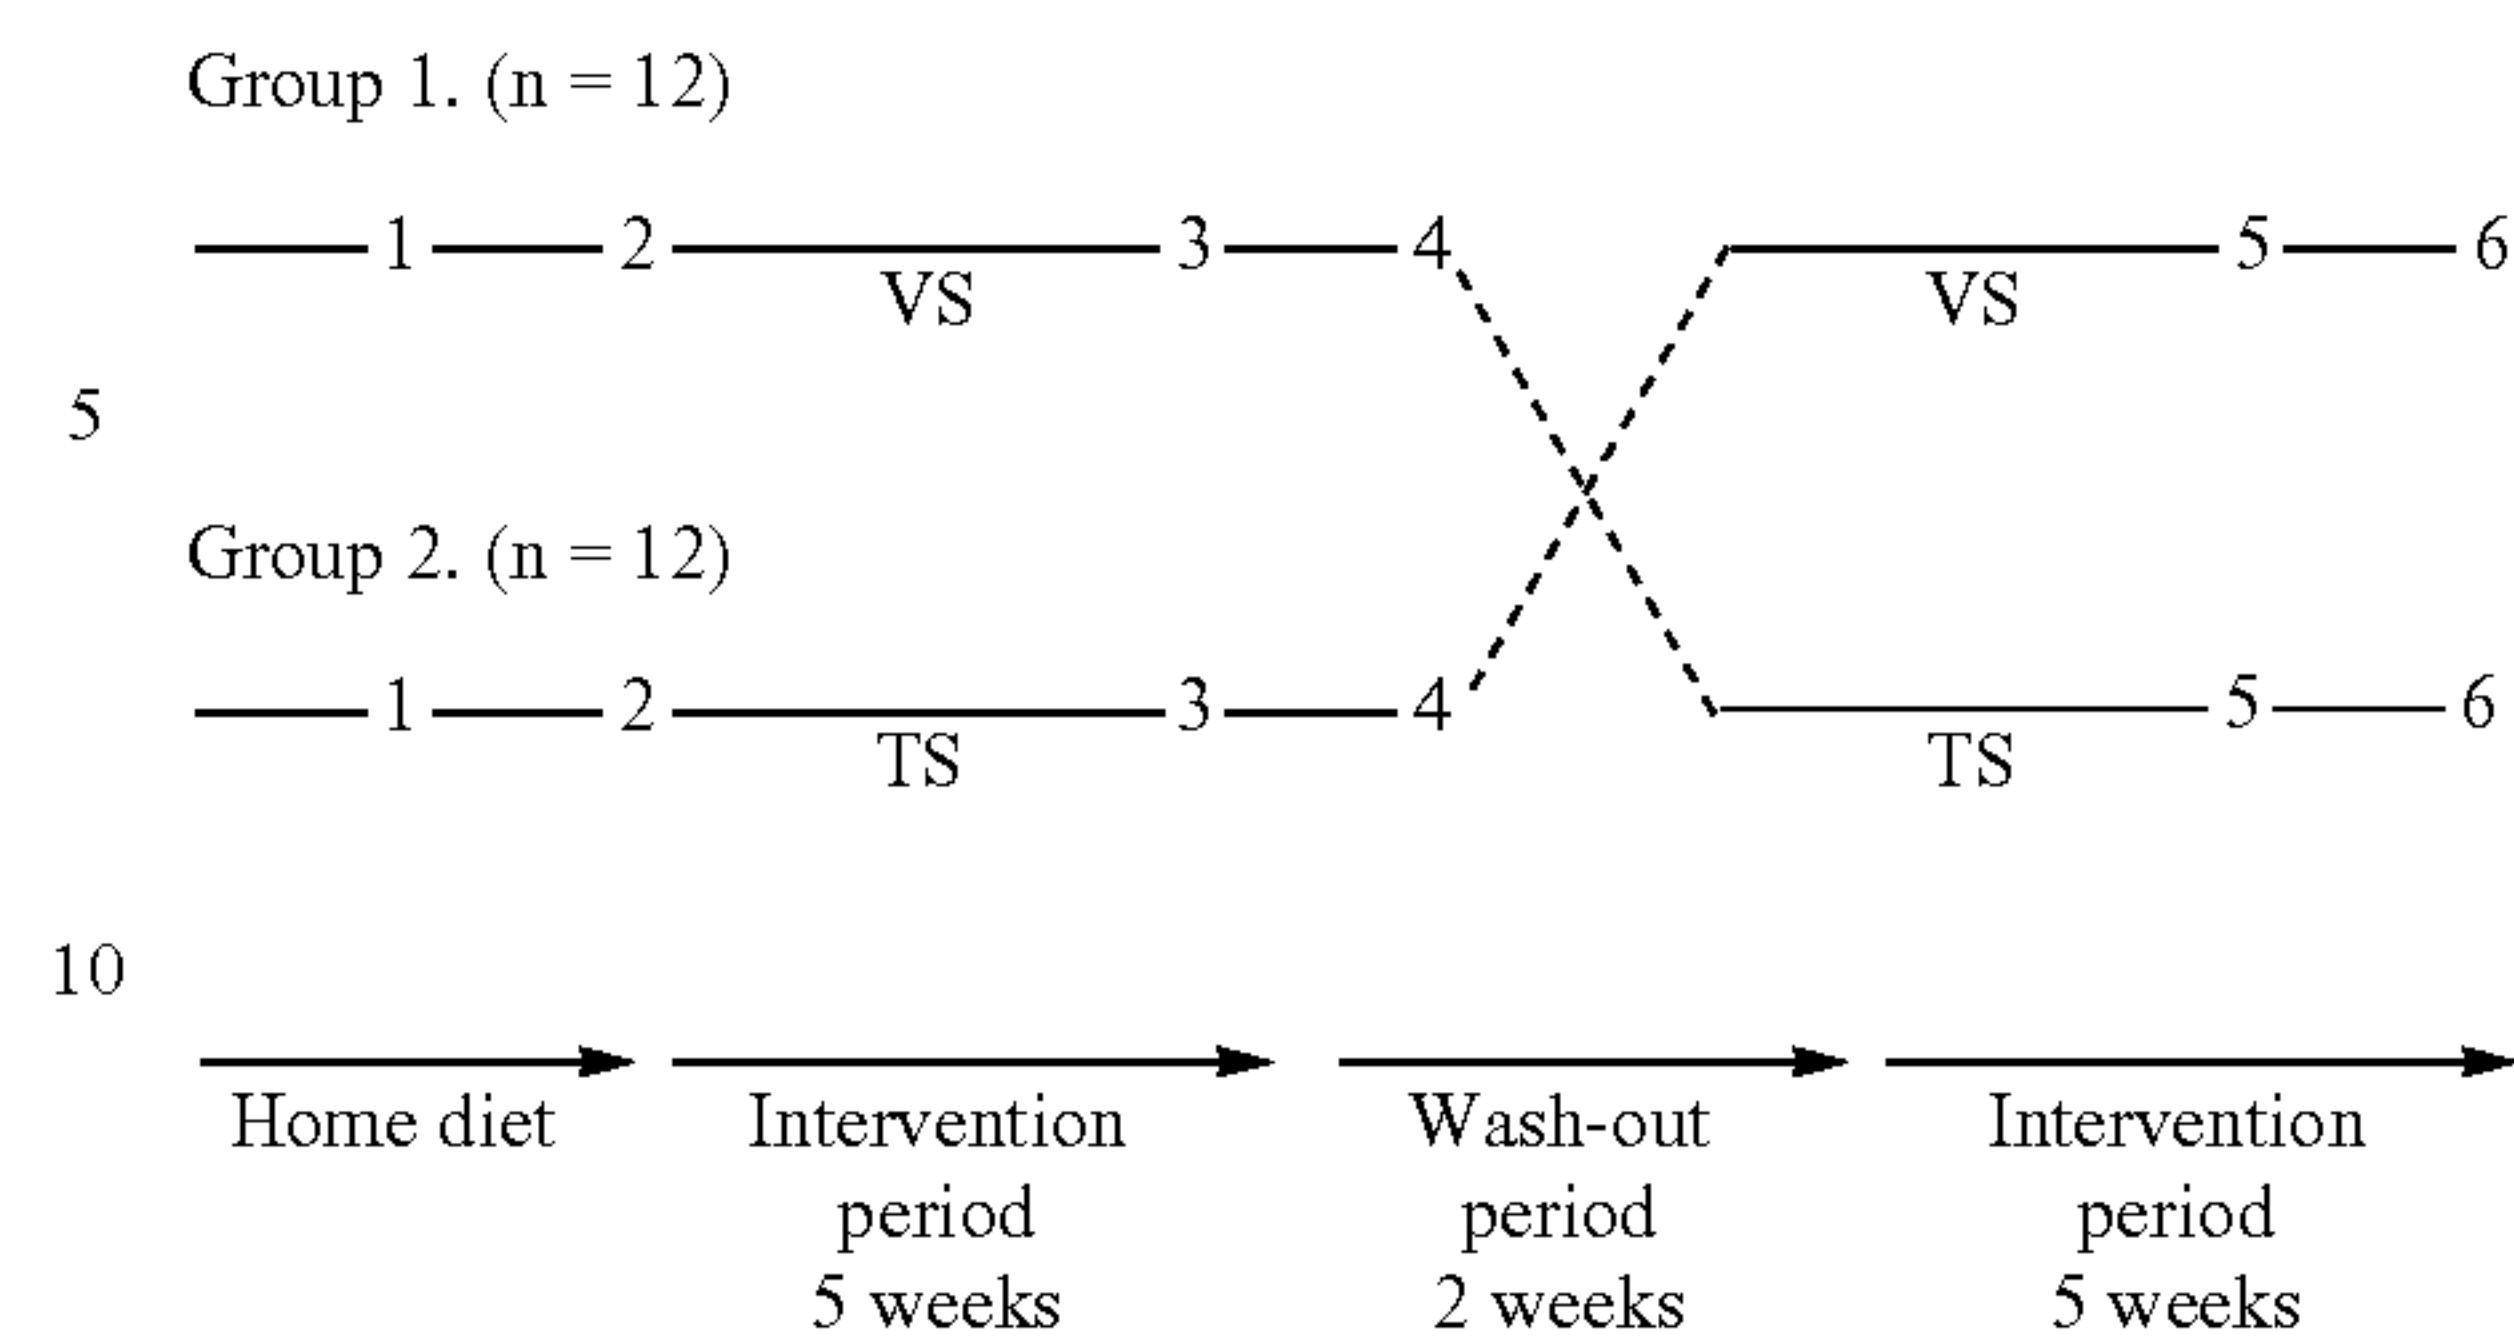 Group 1. (n = 12)
1 2 3 4 5 6
VS VS
5
Group 2. (n = 12)
1 2 3 4 5 6
TS TS
10
Home diet Intervention Wash-out Intervention
period period period
5 weeks 2 weeks 5 weeks